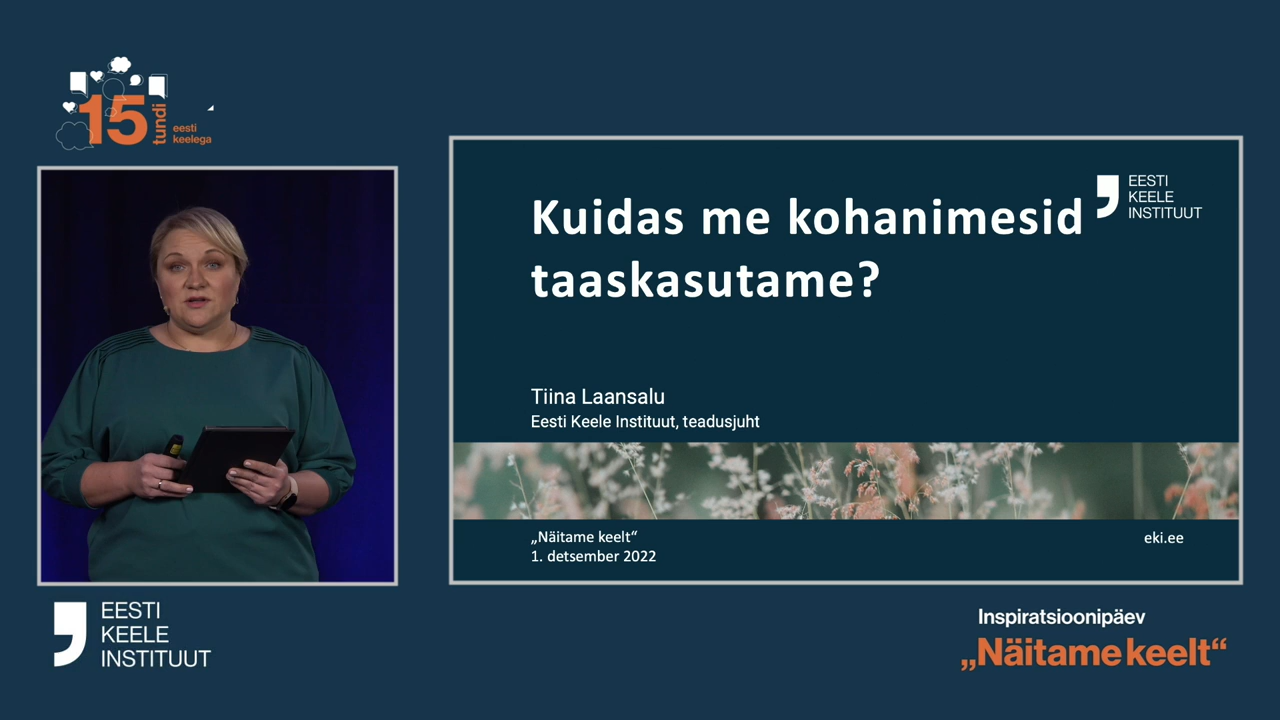 15 tundi
eesti
keelega
Kuidas me kohanimesid
taaskasutame?
EESTI
KEELE
INSTITUUT
Tiina Laansalu
Eesti Keele Instituut, teadusjuht
„Näitame keelt“
1. detsember 2022
eki.ee
EESTI
KEELE
INSTITUUT
Inspiratsioonipäev
„Näitame keelt“